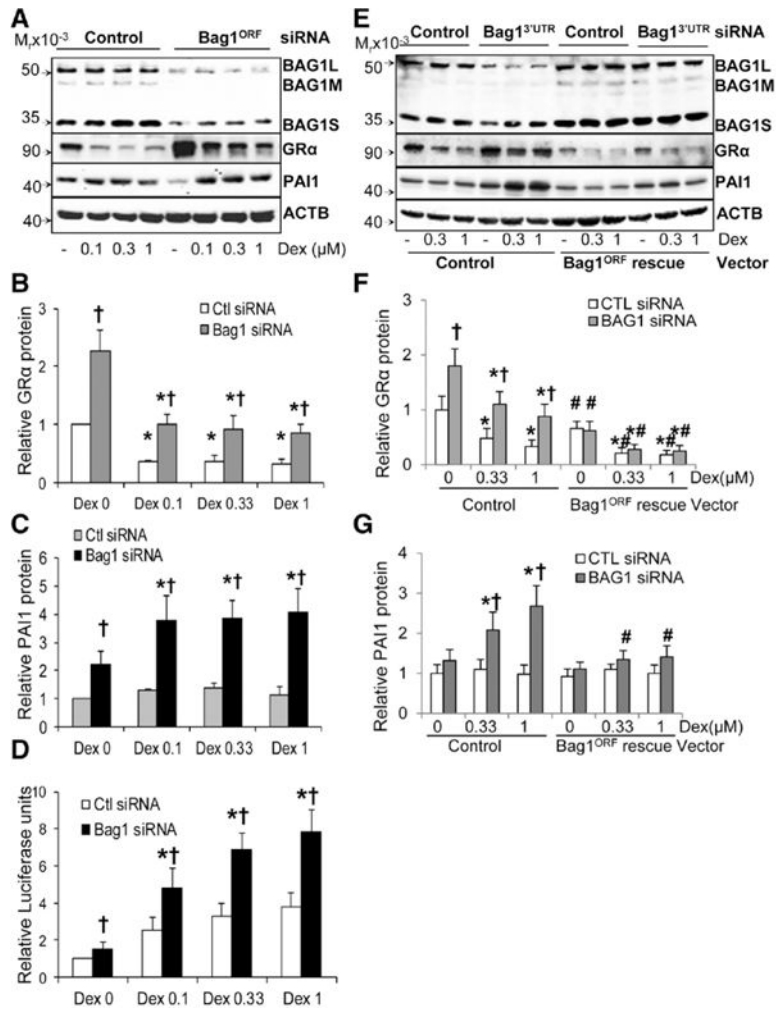 A
Mᵣx10⁻³
Control
Bag1ᴼᴿᶠ
siRNA
50
BAG1L
BAG1M
35
BAG1S
90
GRα
40
PAI1
40
ACTB
- 0.1 0.3 1 - 0.1 0.3 1 Dex (µM)
B
Ctl siRNA
Bag1 siRNA
Relative GRα protein
3
2
1
0
†
* *† * *† * *†
Dex 0 Dex 0.1 Dex 0.33 Dex 1
C
Ctl siRNA
Bag1 siRNA
Relative PAI1 protein
6
5
4
3
2
1
0
† *† *† *†
Dex 0 Dex 0.1 Dex 0.33 Dex 1
D
Ctl siRNA
Bag1 siRNA
Relative Luciferase units
10
8
6
4
2
0
† *† *† *†
Dex 0 Dex 0.1 Dex 0.33 Dex 1
E
Mᵣx10⁻³
Control Bag1³'ᵁᵀᴿ Control Bag1³'ᵁᵀᴿ siRNA
50
BAG1L
BAG1M
35
BAG1S
90
GRα
40
PAI1
40
ACTB
- 0.3 1 - 0.3 1 - 0.3 1 - 0.3 1 Dex
Control Bag1ᴼᴿᶠ rescue Vector
F
CTL siRNA
BAG1 siRNA
Relative GRα protein
3
2
1
0
† * *† * *† # # *# *# *# *#
0 0.33 1 0 0.33 1 Dex(µM)
Control Bag1ᴼᴿᶠ rescue Vector
G
CTL siRNA
BAG1 siRNA
Relative PAI1 protein
4
3
2
1
0
*† *† # #
0 0.33 1 0 0.33 1 Dex(µM)
Control Bag1ᴼᴿᶠ rescue Vector